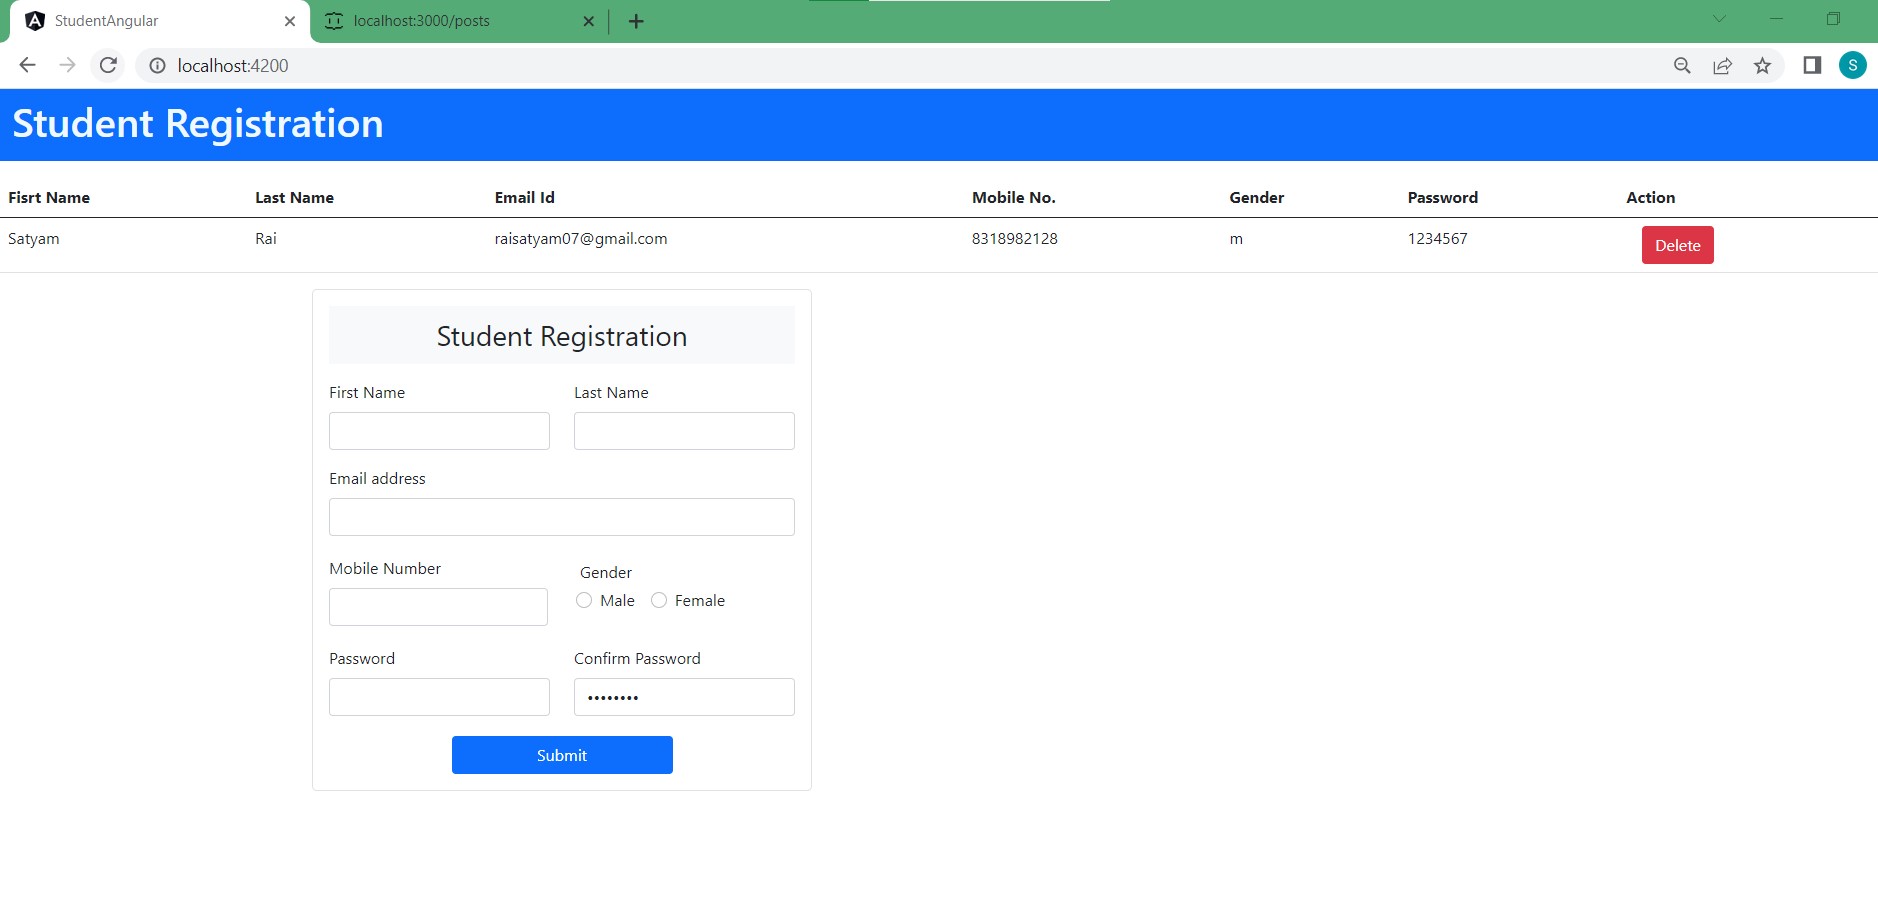 StudentAngular localhost:3000/posts
localhost:4200 S
Student Registration
Fisrt Name Last Name Email Id Mobile No. Gender Password Action
Satyam Rai raisatyam07@gmail.com 8318982128 m 1234567 Delete
Student Registration
First Name Last Name
Email address
Mobile Number Gender
Male Female
Password Confirm Password
••••••••
Submit